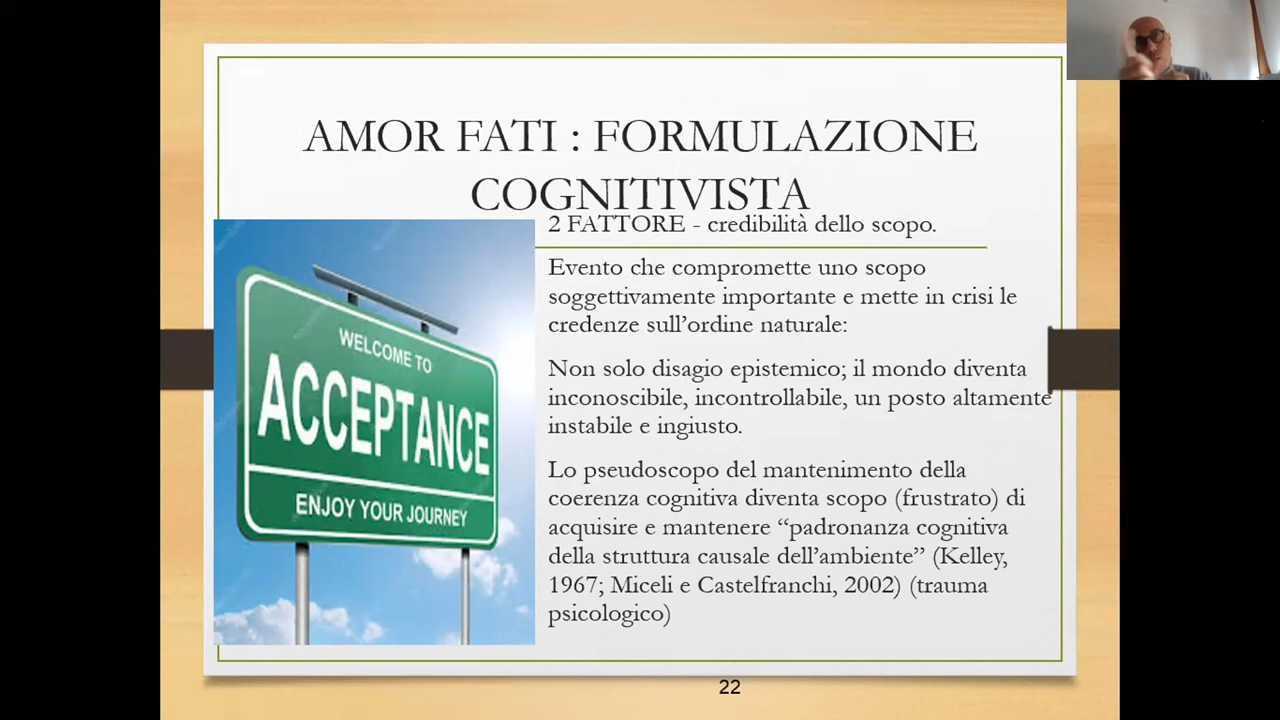 AMOR FATI : FORMULAZIONE
COGNITIVISTA
2 FATTORE - credibilità dello scopo.
Evento che compromette uno scopo
soggettivamente importante e mette in crisi le
credenze sull’ordine naturale:
Non solo disagio epistemico; il mondo diventa
inconoscibile, incontrollabile, un posto altamente
instabile e ingiusto.
Lo pseudoscopo del mantenimento della
coerenza cognitiva diventa scopo (frustrato) di
acquisire e mantenere “padronanza cognitiva
della struttura causale dell’ambiente” (Kelley,
1967; Miceli e Castelfranchi, 2002) (trauma
psicologico)
WELCOME TO
ACCEPTANCE
ENJOY YOUR JOURNEY
22